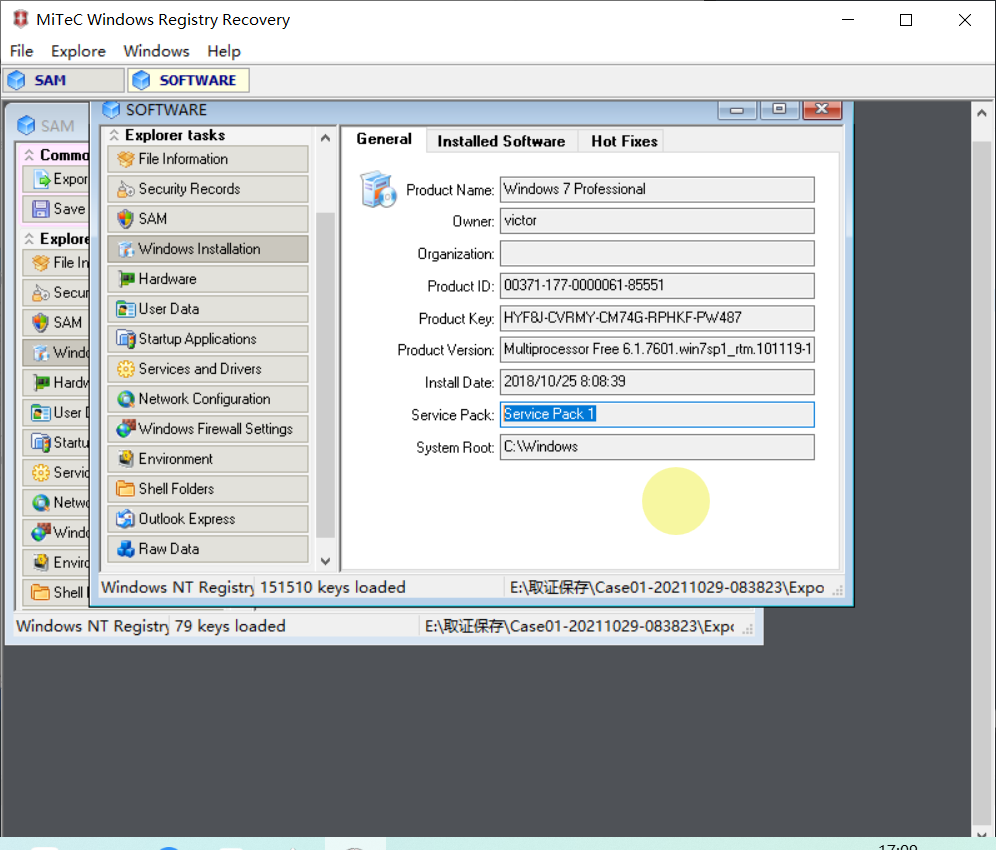 MiTeC Windows Registry Recovery
File Explore Windows Help
SAM SOFTWARE
SAM
Commo
Expor
Save
Explore
File In
Secur
SAM
Windo
Hardw
User D
Startu
Servic
Netwo
Windo
Enviro
Shell
Windows NT Registry 79 keys loaded E:\取证保存\Case01-20211029-083823\Expo
SOFTWARE
Explorer tasks
File Information
Security Records
SAM
Windows Installation
Hardware
User Data
Startup Applications
Services and Drivers
Network Configuration
Windows Firewall Settings
Environment
Shell Folders
Outlook Express
Raw Data
General Installed Software Hot Fixes
Product Name: Windows 7 Professional
Owner: victor
Organization:
Product ID: 00371-177-0000061-85551
Product Key: HYF8J-CVRMY-CM74G-RPHKF-PW487
Product Version: Multiprocessor Free 6.1.7601.win7sp1_rtm.101119-1
Install Date: 2018/10/25 8:08:39
Service Pack: Service Pack 1
System Root: C:\Windows
Windows NT Registry 151510 keys loaded E:\取证保存\Case01-20211029-083823\Expo